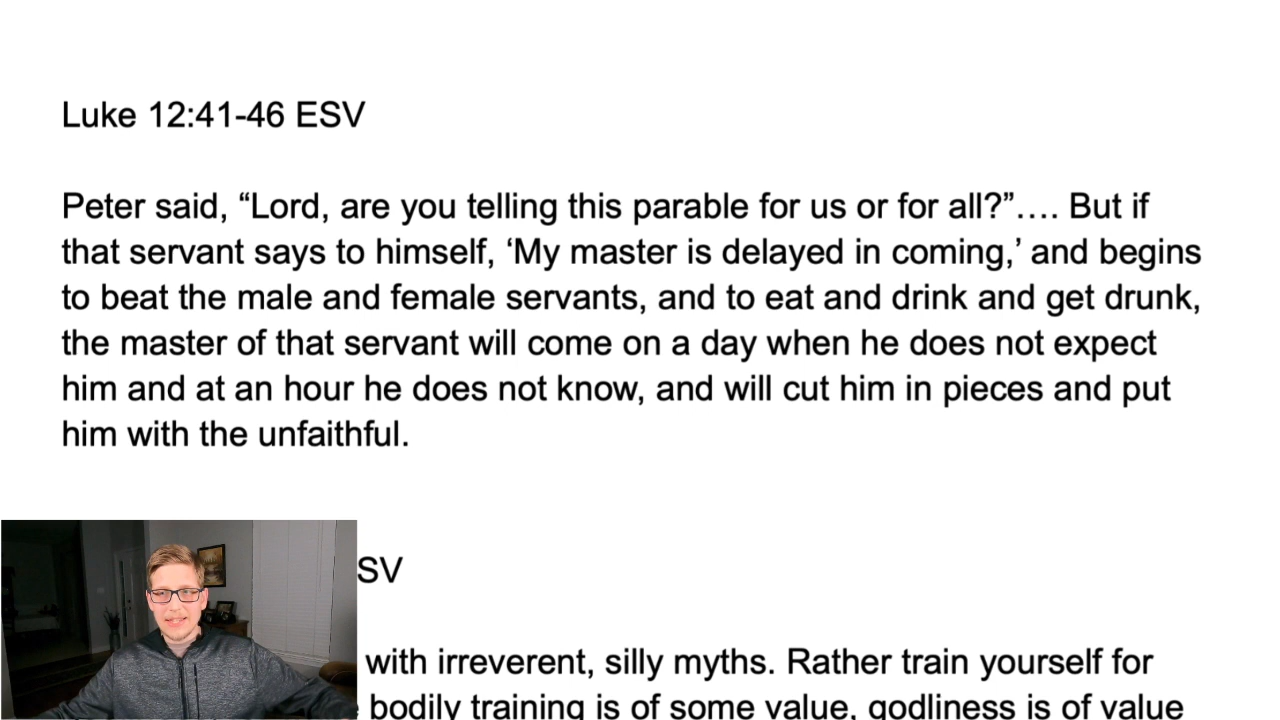 Luke 12:41-46 ESV
Peter said, “Lord, are you telling this parable for us or for all?”…. But if
that servant says to himself, ‘My master is delayed in coming,’ and begins
to beat the male and female servants, and to eat and drink and get drunk,
the master of that servant will come on a day when he does not expect
him and at an hour he does not know, and will cut him in pieces and put
him with the unfaithful.
SV
with irreverent, silly myths. Rather train yourself for
bodily training is of some value, godliness is of value